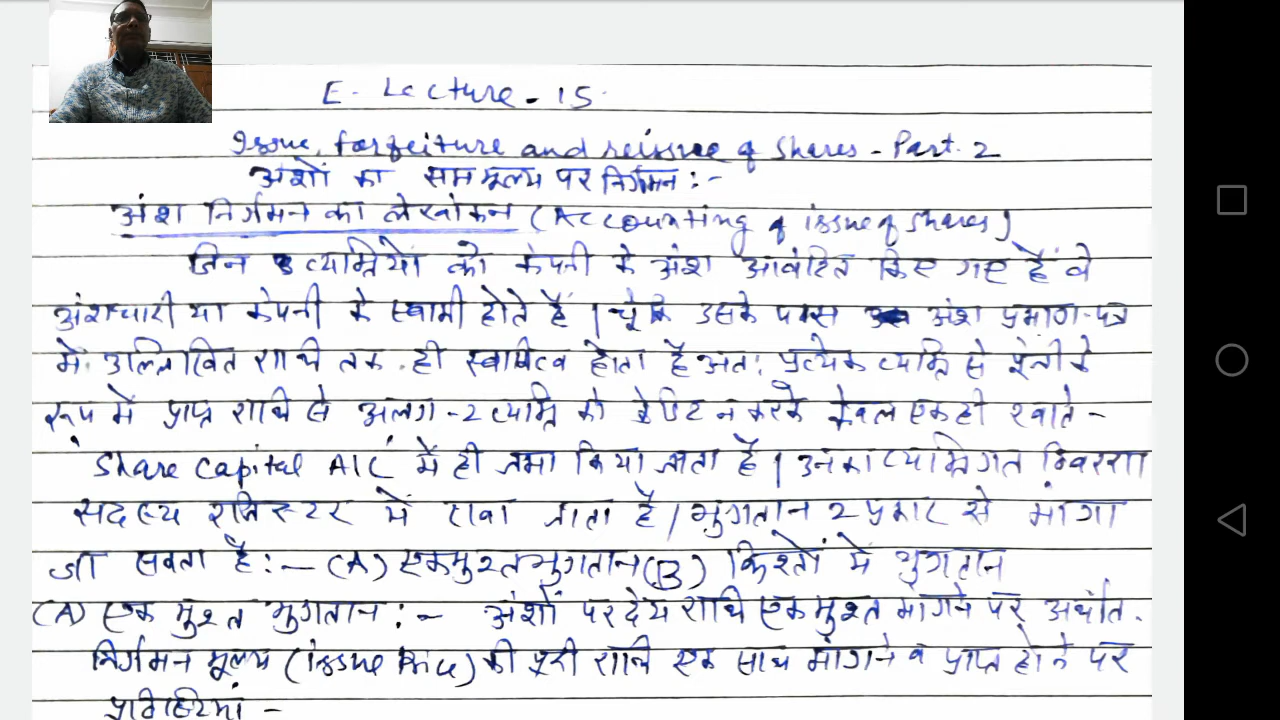 E. Lecture - 15.
Issue, forfeiture and reissue of shares - Part. 2
अंशों का सममूल्य पर निर्गमन :-
अंश निर्गमन का लेखांकन (Accounting of issue of shares)
जिन व्यक्तियों को कंपनी के अंश आवंटित किए गए हैं वे
अंशधारी या कंपनी के स्वामी होते हैं | चूंकि उसके पास अंश प्रमाण-पत्र
में उल्लिखित राशि तक ही स्वामित्व होता है अतः प्रत्येक व्यक्ति से पूंजी के
रूप में प्राप्त राशि से अलग-2 व्यक्ति को क्रेडिट न करके केवल एक ही खाते -
Share Capital A/C में ही जमा किया जाता है | उनका व्यक्तिगत विवरण
सदस्य रजिस्टर में रखा जाता है | भुगतान 2 प्रकार से मांगा
जा सकता है :- (A) एकमुश्त भुगतान (B) किश्तों में भुगतान
(A) एक मुश्त भुगतान :- अंशों पर देय राशि एक मुश्त मांगने पर अर्थात.
निर्गमन मूल्य (issue Price) की पूरी राशि एक साथ मांगने व प्राप्त होने पर
प्रविष्टियां -